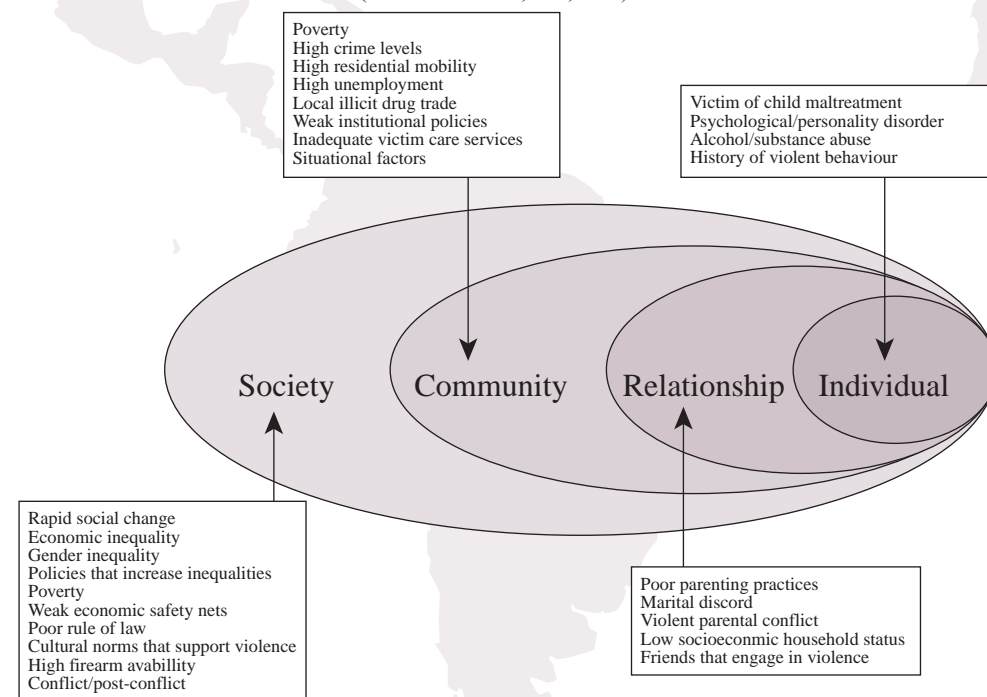 Poverty
High crime levels
High residential mobility
High unemployment
Local illicit drug trade
Weak institutional policies
Inadequate victim care services
Situational factors
Victim of child maltreatment
Psychological/personality disorder
Alcohol/substance abuse
History of violent behaviour
Society
Community
Relationship
Individual
Rapid social change
Economic inequality
Gender inequality
Policies that increase inequalities
Poverty
Weak economic safety nets
Poor rule of law
Cultural norms that support violence
High firearm avabillity
Conflict/post-conflict
Poor parenting practices
Marital discord
Violent parental conflict
Low socioeconmic household status
Friends that engage in violence